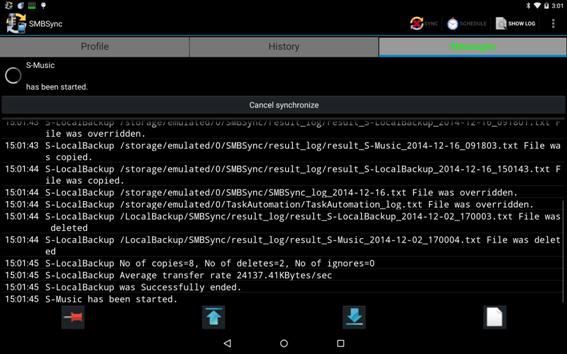 3:01
SMBSync
SYNC
SCHEDULE
SHOW LOG
Profile
History
Messages
S-Music
has been started.
Cancel synchronize
15:01:43 S-LocalBackup /storage/emulated/0/SMBSync/result_log/result_S-LocalBackup_2014-12-16_091801.txt F
ile was overridden.
15:01:43 S-LocalBackup /storage/emulated/0/SMBSync/result_log/result_S-Music_2014-12-16_091803.txt File wa
s copied.
15:01:44 S-LocalBackup /storage/emulated/0/SMBSync/result_log/result_S-LocalBackup_2014-12-16_150143.txt F
ile was copied.
15:01:44 S-LocalBackup /storage/emulated/0/SMBSync/SMBSync_log_2014-12-16.txt File was overridden.
15:01:44 S-LocalBackup /storage/emulated/0/TaskAutomation/TaskAutomation_log.txt File was overridden.
15:01:44 S-LocalBackup /LocalBackup/SMBSync/result_log/result_S-LocalBackup_2014-12-02_170003.txt File was
deleted
15:01:44 S-LocalBackup /LocalBackup/SMBSync/result_log/result_S-Music_2014-12-02_170004.txt File was delet
ed
15:01:45 S-LocalBackup No of copies=8, No of deletes=2, No of ignores=0
15:01:45 S-LocalBackup Average transfer rate 24137.41KBytes/sec
15:01:45 S-LocalBackup was Successfully ended.
15:01:45 S-Music has been started.